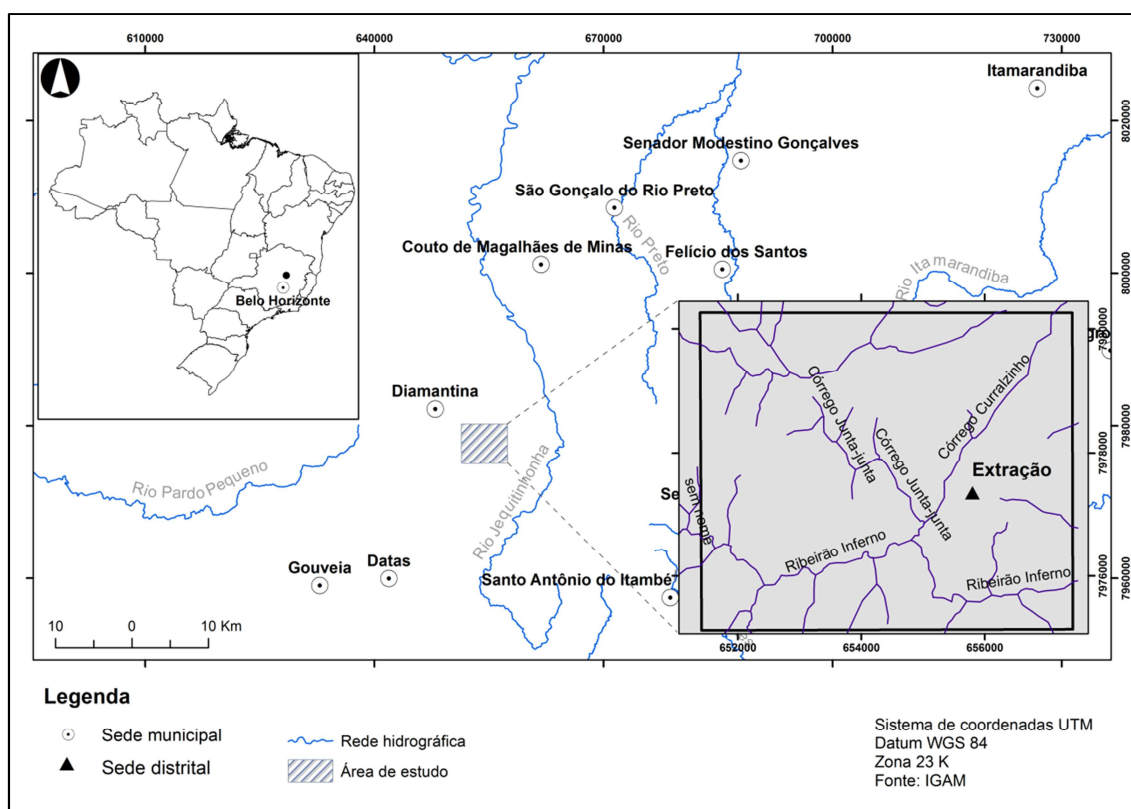 610000
640000
670000
700000
730000
Itamarandiba
8020000
Senador Modestino Gonçalves
São Gonçalo do Rio Preto
Rio Preto
Couto de Magalhães de Minas
Felício dos Santos
Rio Itamarandiba
8000000
Belo Horizonte
7980000
Diamantina
Córrego Junta-junta
Córrego Junta-junta
Córrego Curralzinho
Extração
7980000
7978000
Rio Pardo Pequeno
Rio Jequitinhonha
Se
sem nome
Ribeirão Inferno
Ribeirão Inferno
7976000
7960000
Gouveia
Datas
Santo Antônio do Itambé
10 0 10 Km
652000
654000
656000
Legenda
Sede municipal
Sede distrital
Rede hidrográfica
Área de estudo
Sistema de coordenadas UTM
Datum WGS 84
Zona 23 K
Fonte: IGAM